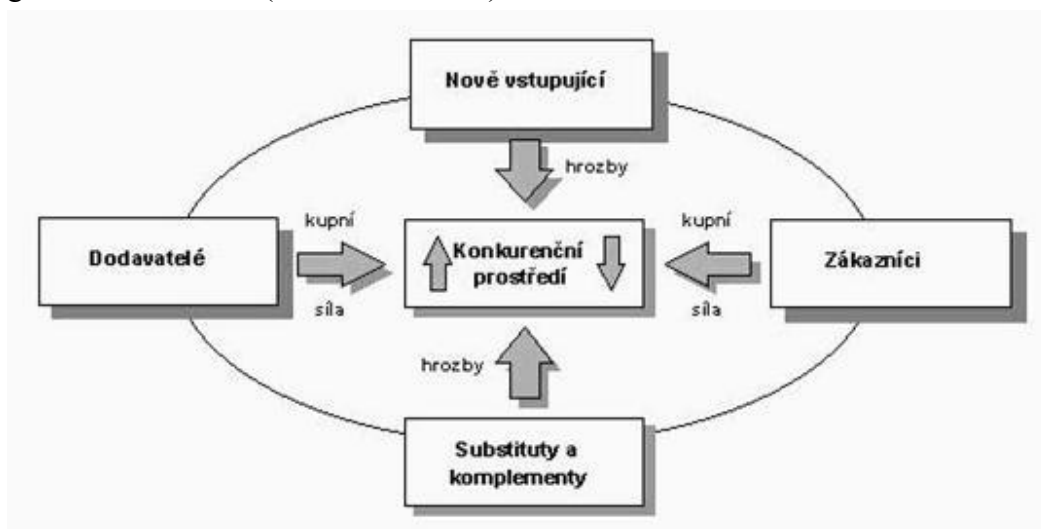 Nově vstupující
hrozby
kupní
kupní
Dodavatelé
Konkurenční
prostředí
Zákazníci
síla
síla
hrozby
Substituty a
komplementy